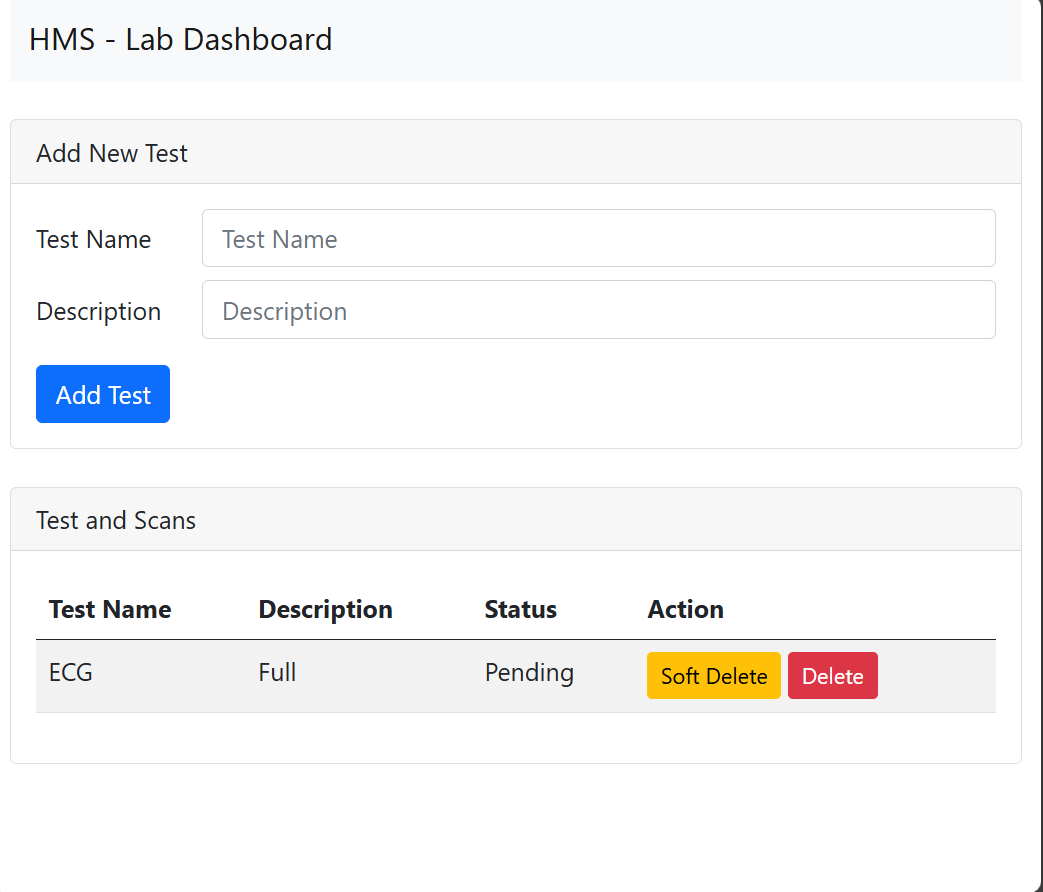 HMS - Lab Dashboard
Add New Test
Test Name Test Name
Description Description
Add Test
Test and Scans
Test Name Description Status Action
ECG Full Pending Soft Delete Delete